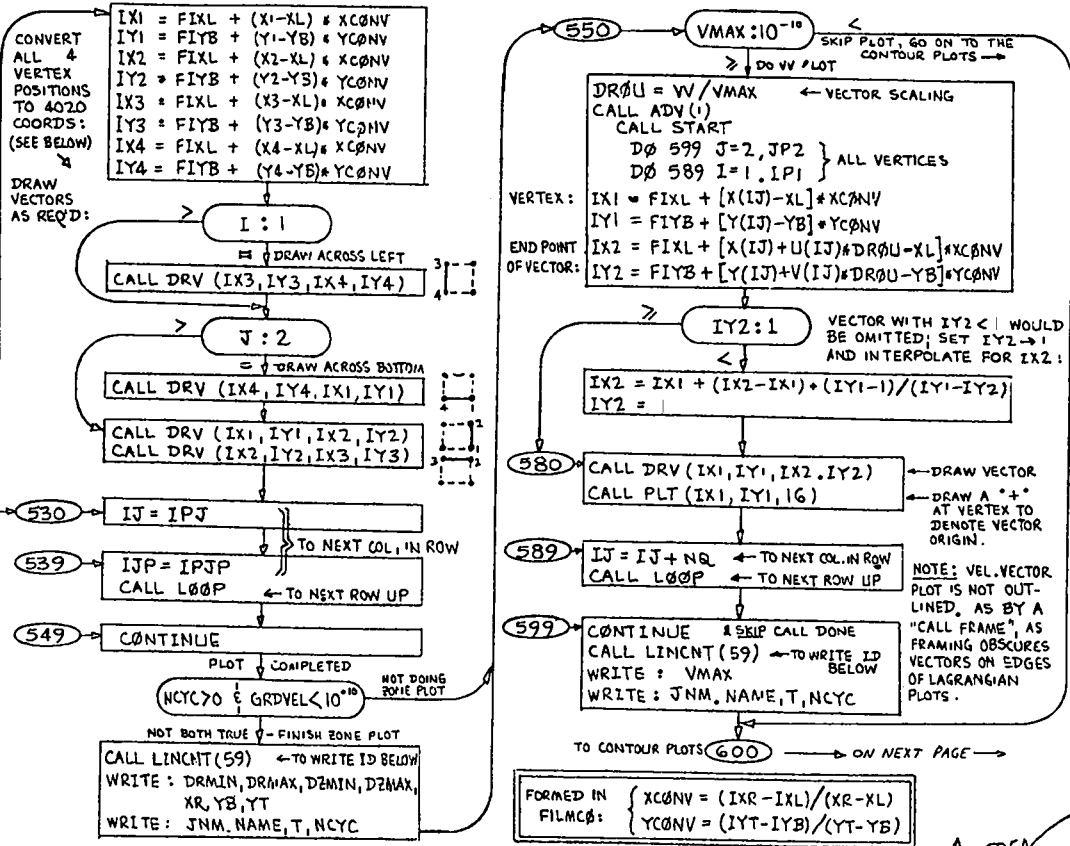 CONVERT
ALL 4
VERTEX
POSITIONS
TO 4020
COORDS:
(SEE BELOW)
DRAW
VECTORS
AS REQ'D:
IX1 = FIXL + (X1-XL) * XCØNV
IY1 = FIYB + (Y1-YB) * YCØNV
IX2 = FIXL + (X2-XL) * XCØNV
IY2 = FIYB + (Y2-YB) * YCØNV
IX3 = FIXL + (X3-XL) * XCØNV
IY3 = FIYB + (Y3-YB) * YCØNV
IX4 = FIXL + (X4-XL) * XCØNV
IY4 = FIYB + (Y4-YB) * YCØNV
> I : 1
= DRAW ACROSS LEFT
CALL DRV (IX3, IY3, IX4, IY4)
3
4
> J : 2
= DRAW ACROSS BOTTOM
CALL DRV (IX4, IY4, IX1, IY1)
4
CALL DRV (IX1, IY1, IX2, IY2)
CALL DRV (IX2, IY2, IX3, IY3)
2
3 2
530 IJ = IPJ
TO NEXT COL. IN ROW
539 IJP = IPJP
CALL LØØP ← TO NEXT ROW UP
549 CØNTINUE
PLOT COMPLETED
NCYC>0 & GRDVEL<10⁺¹⁰
NOT DOING
ZONE PLOT
NOT BOTH TRUE - FINISH ZONE PLOT
CALL LINCNT (59) ← TO WRITE ID BELOW
WRITE : DRMIN, DRMAX, DZMIN, DZMAX,
XR, YB, YT
WRITE : JNM, NAME, T, NCYC
550 VMAX : 10⁻¹⁰ <
SKIP PLOT, GO ON TO THE
CONTOUR PLOTS →
≥ DO VV PLOT
DRØU = VV/VMAX ← VECTOR SCALING
CALL ADV(1)
CALL START
DØ 599 J=2, JP2
DØ 589 I=1, IP1
ALL VERTICES
VERTEX : IX1 = FIXL + [X(IJ)-XL]*XCØNV
IY1 = FIYB + [Y(IJ)-YB]*YCØNV
END POINT
OF VECTOR:
IX2 = FIXL + [X(IJ)+U(IJ)*DRØU-XL]*XCØNV
IY2 = FIYB + [Y(IJ)+V(IJ)*DRØU-YB]*YCØNV
≥ IY2 : 1
<
VECTOR WITH IY2 < 1 WOULD
BE OMITTED; SET IY2 → 1
AND INTERPOLATE FOR IX2 :
IX2 = IX1 + (IX2-IX1) * (IY1-1)/(IY1-IY2)
IY2 = 1
580 CALL DRV (IX1, IY1, IX2, IY2) ← DRAW VECTOR
CALL PLT (IX1, IY1, 16)
← DRAW A "+"
AT VERTEX TO
DENOTE VECTOR
ORIGIN.
589 IJ = IJ + NQ ← TO NEXT COL. IN ROW
CALL LØØP ← TO NEXT ROW UP
NOTE: VEL. VECTOR
PLOT IS NOT OUT-
LINED, AS BY A
"CALL FRAME", AS
FRAMING OBSCURES
VECTORS ON EDGES
OF LAGRANGIAN
PLOTS.
599 CØNTINUE & SKIP CALL DONE
CALL LINCNT (59) ← TO WRITE ID
BELOW
WRITE : VMAX
WRITE : JNM, NAME, T, NCYC
TO CONTOUR PLOTS 600 → ON NEXT PAGE →
FORMED IN
FILMCØ:
XCØNV = (IXR-IXL)/(XR-XL)
YCØNV = (IYT-IYB)/(YT-YB)